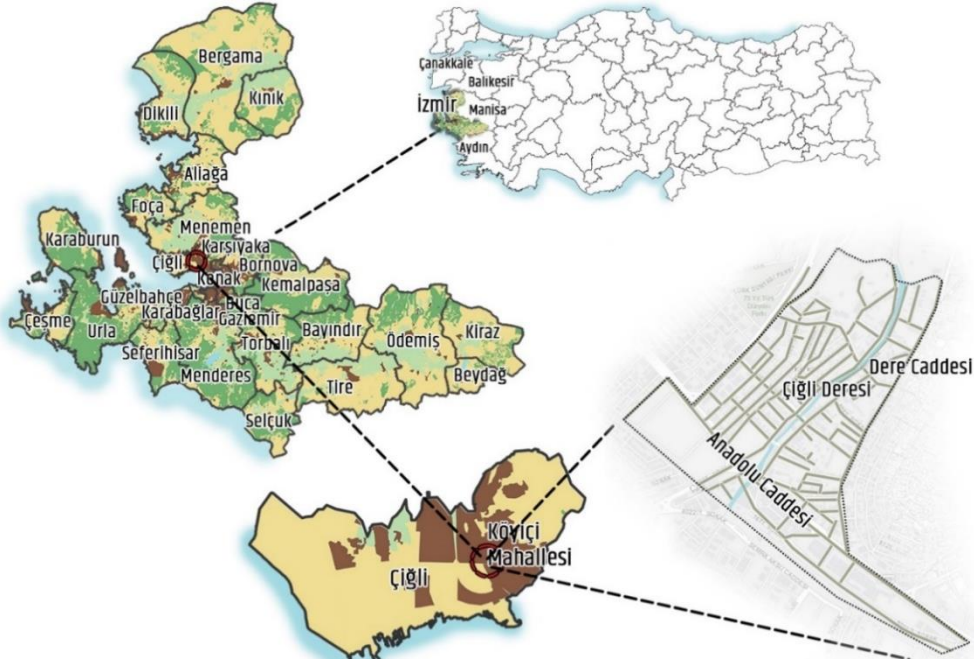 Bergama
Dikili
Kınık
Aliağa
Foça
Menemen
Karaburun
Karşıyaka
Çiğli
Bornova
Konak
Kemalpaşa
Güzelbahçe
Buca
Çeşme
Urla
Karabağlar
Gaziemir
Bayındır
Ödemiş
Kiraz
Seferihisar
Torbalı
Menderes
Tire
Beydağ
Selçuk
Çanakkale
Balıkesir
İzmir
Manisa
Aydın
Köyiçi
Mahallesi
Çiğli
Dere Caddesi
Çiğli Deresi
Anadolu Caddesi